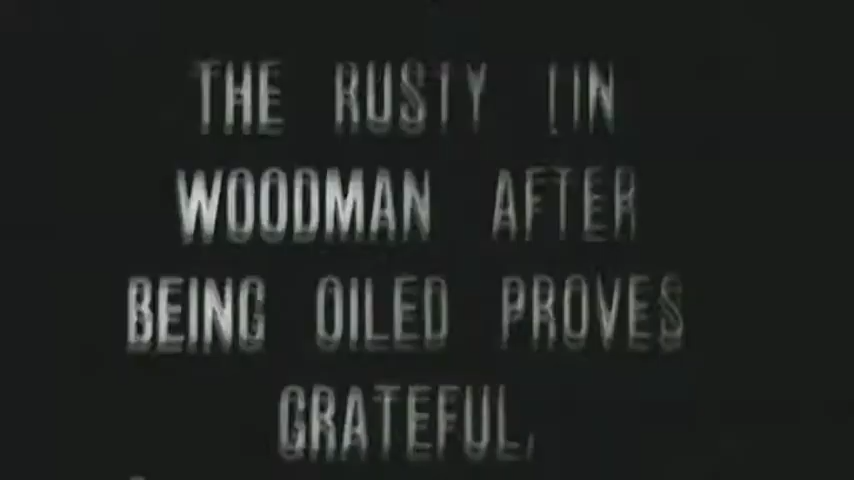 THE RUSTY TIN
WOODMAN AFTER
BEING OILED PROVES
GRATEFUL.